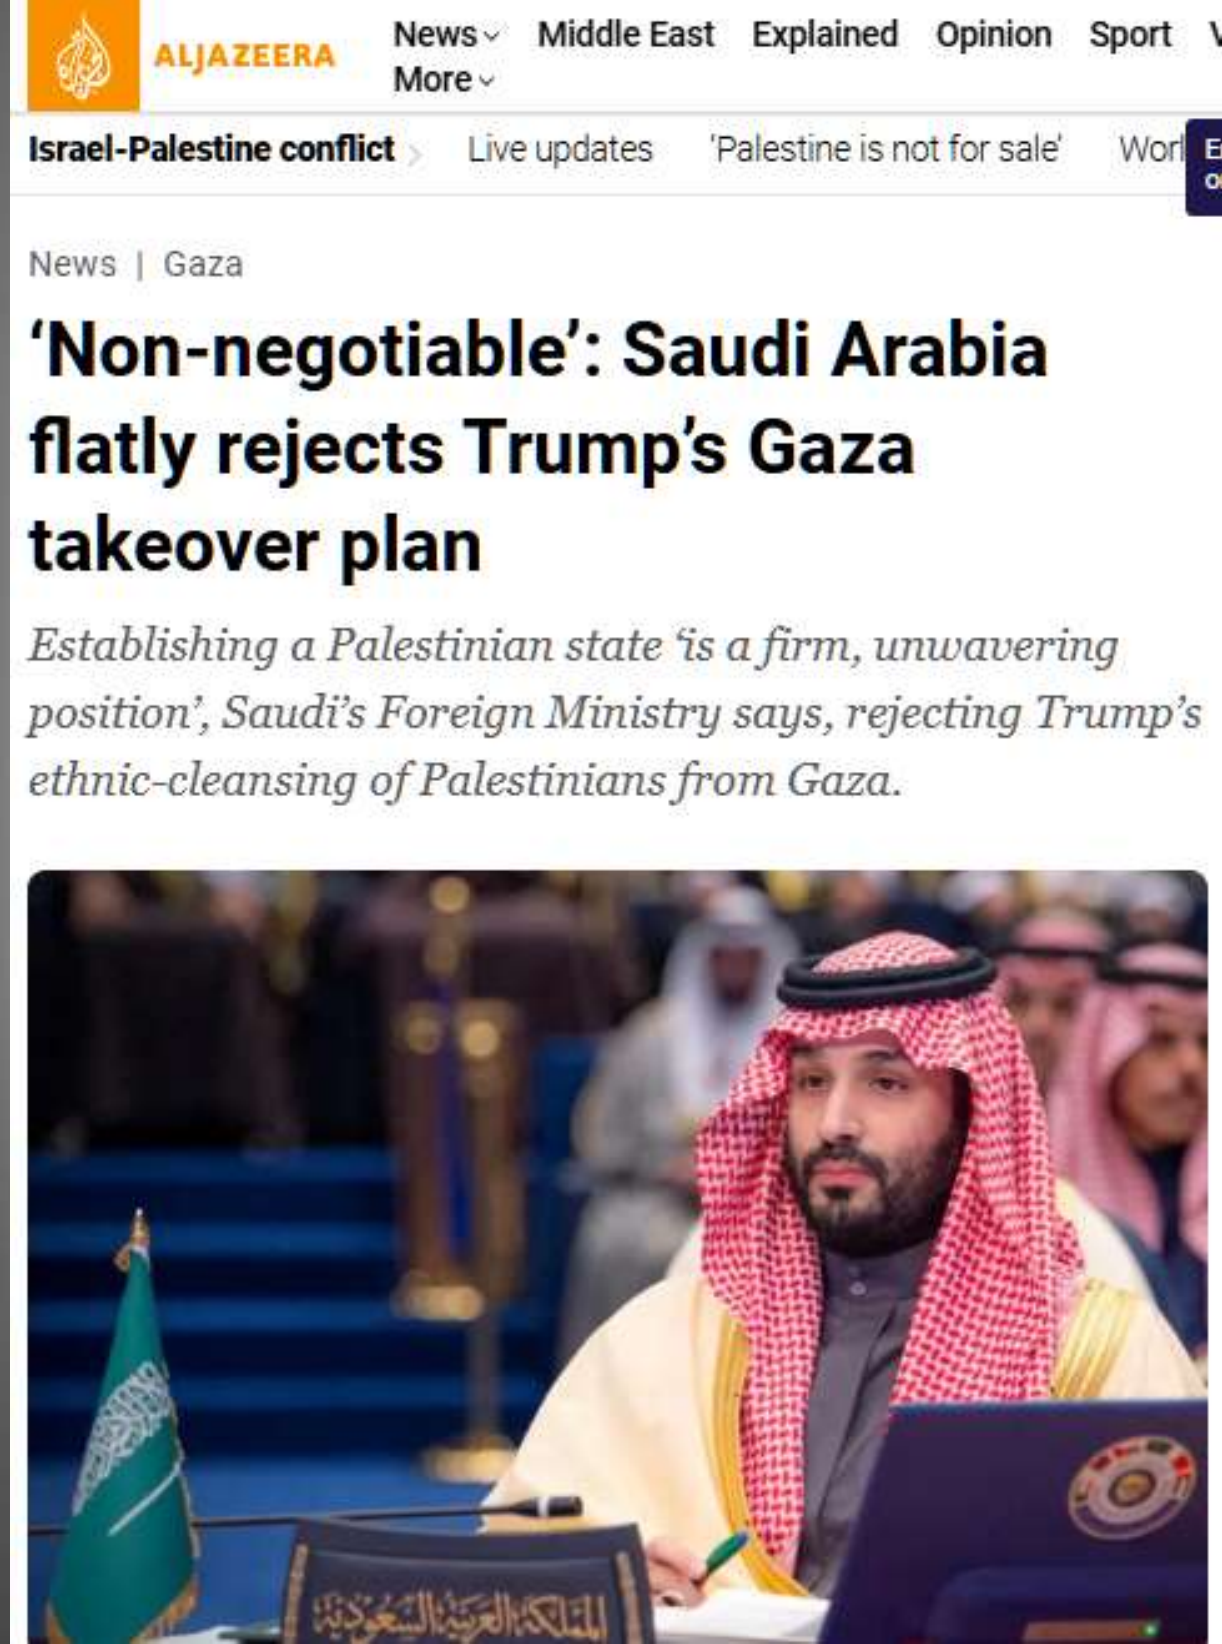 ALJAZEERA
News Middle East Explained Opinion Sport
More
Israel-Palestine conflict Live updates ‘Palestine is not for sale’ Worl
News | Gaza
‘Non-negotiable’: Saudi Arabia
flatly rejects Trump’s Gaza
takeover plan
Establishing a Palestinian state ‘is a firm, unwavering
position’, Saudi’s Foreign Ministry says, rejecting Trump’s
ethnic-cleansing of Palestinians from Gaza.
المملكة العربية السعودية